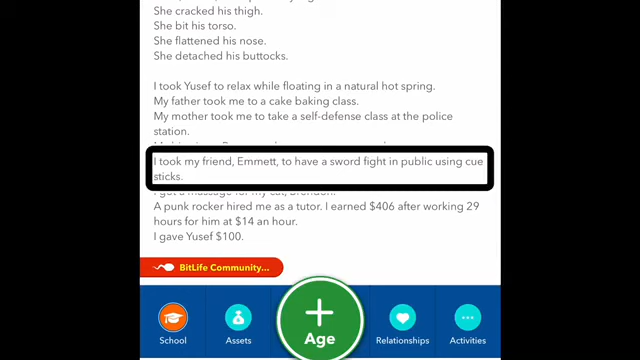 She cracked his thigh.
She bit his torso.
She flattened his nose.
She detached his buttocks.
I took Yusef to relax while floating in a natural hot spring.
My father took me to a cake baking class.
My mother took me to take a self-defense class at the police
station.
I took my friend, Emmett, to have a sword fight in public using cue
sticks.
I got a massage for my cat, Brendon.
A punk rocker hired me as a tutor. I earned $406 after working 29
hours for him at $14 an hour.
I gave Yusef $100.
BitLife Community...
School
Assets
Age
Relationships
Activities